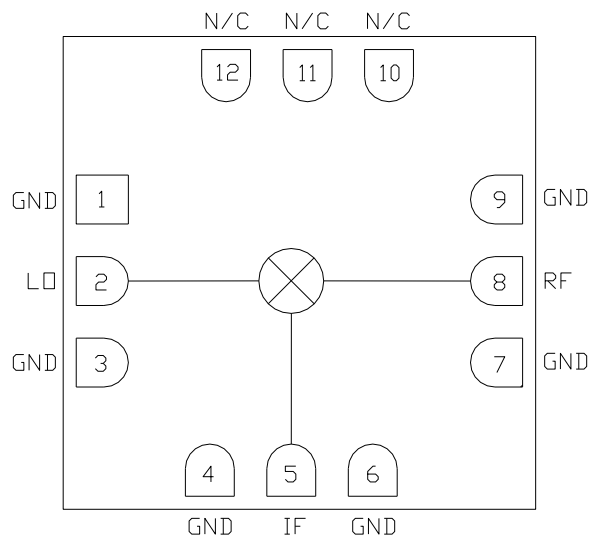 N/C N/C N/C
12 11 10
GND 1 9 GND
LO 2 8 RF
GND 3 7 GND
4 5 6
GND IF GND